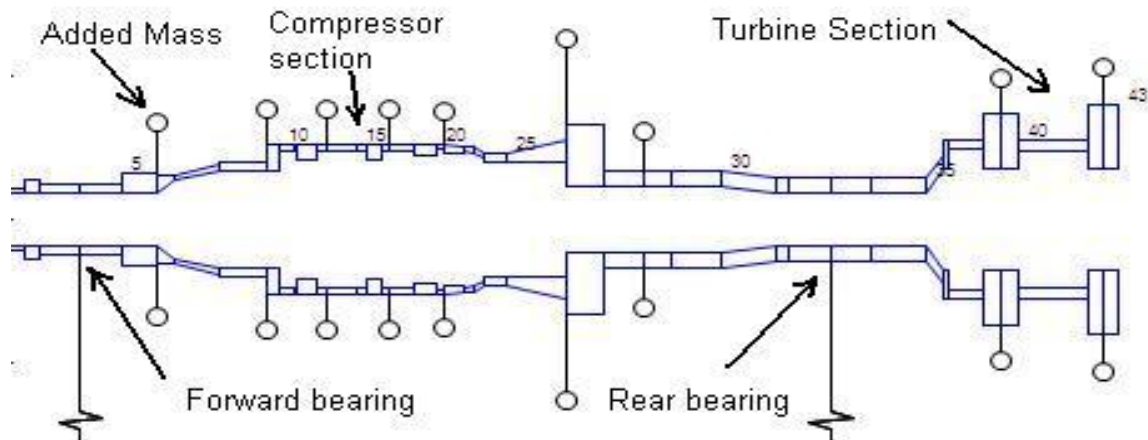 Added Mass
Compressor
section
Turbine Section
5
10
15
20
25
30
35
40
43
Forward bearing
Rear bearing